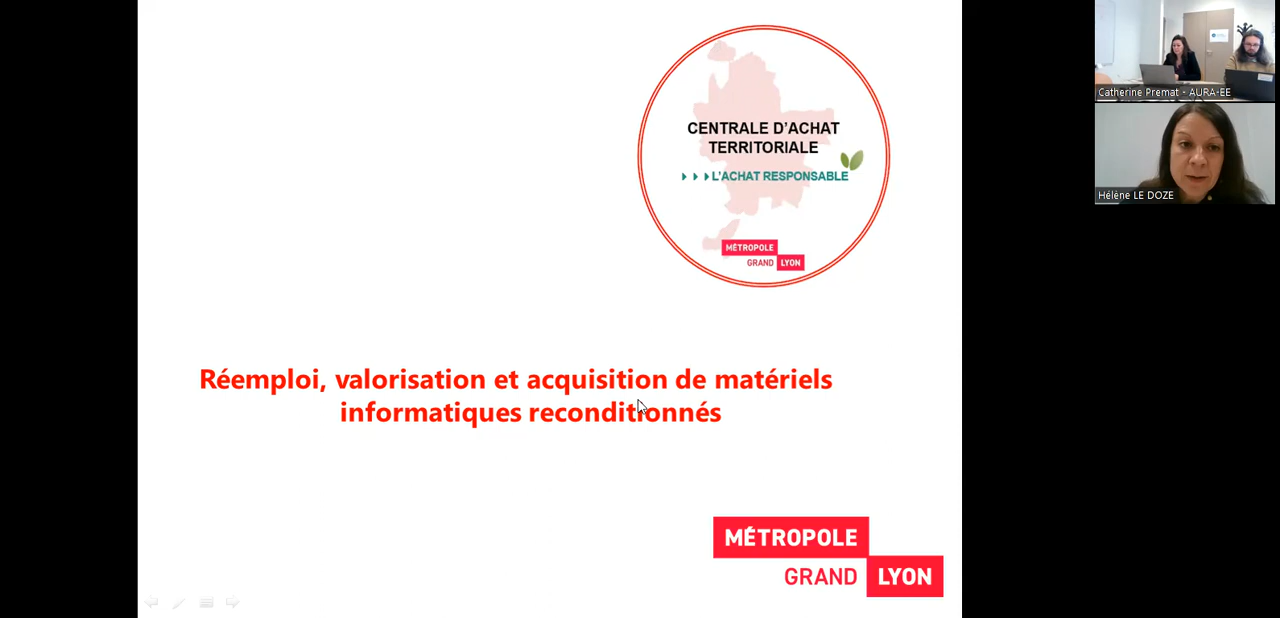 CENTRALE D'ACHAT
TERRITORIALE
L'ACHAT RESPONSABLE
MÉTROPOLE
GRAND LYON
Réemploi, valorisation et acquisition de matériels
informatiques reconditionnés
MÉTROPOLE
GRAND LYON
Catherine Premat - AURA-EE
Hélène LE DOZE